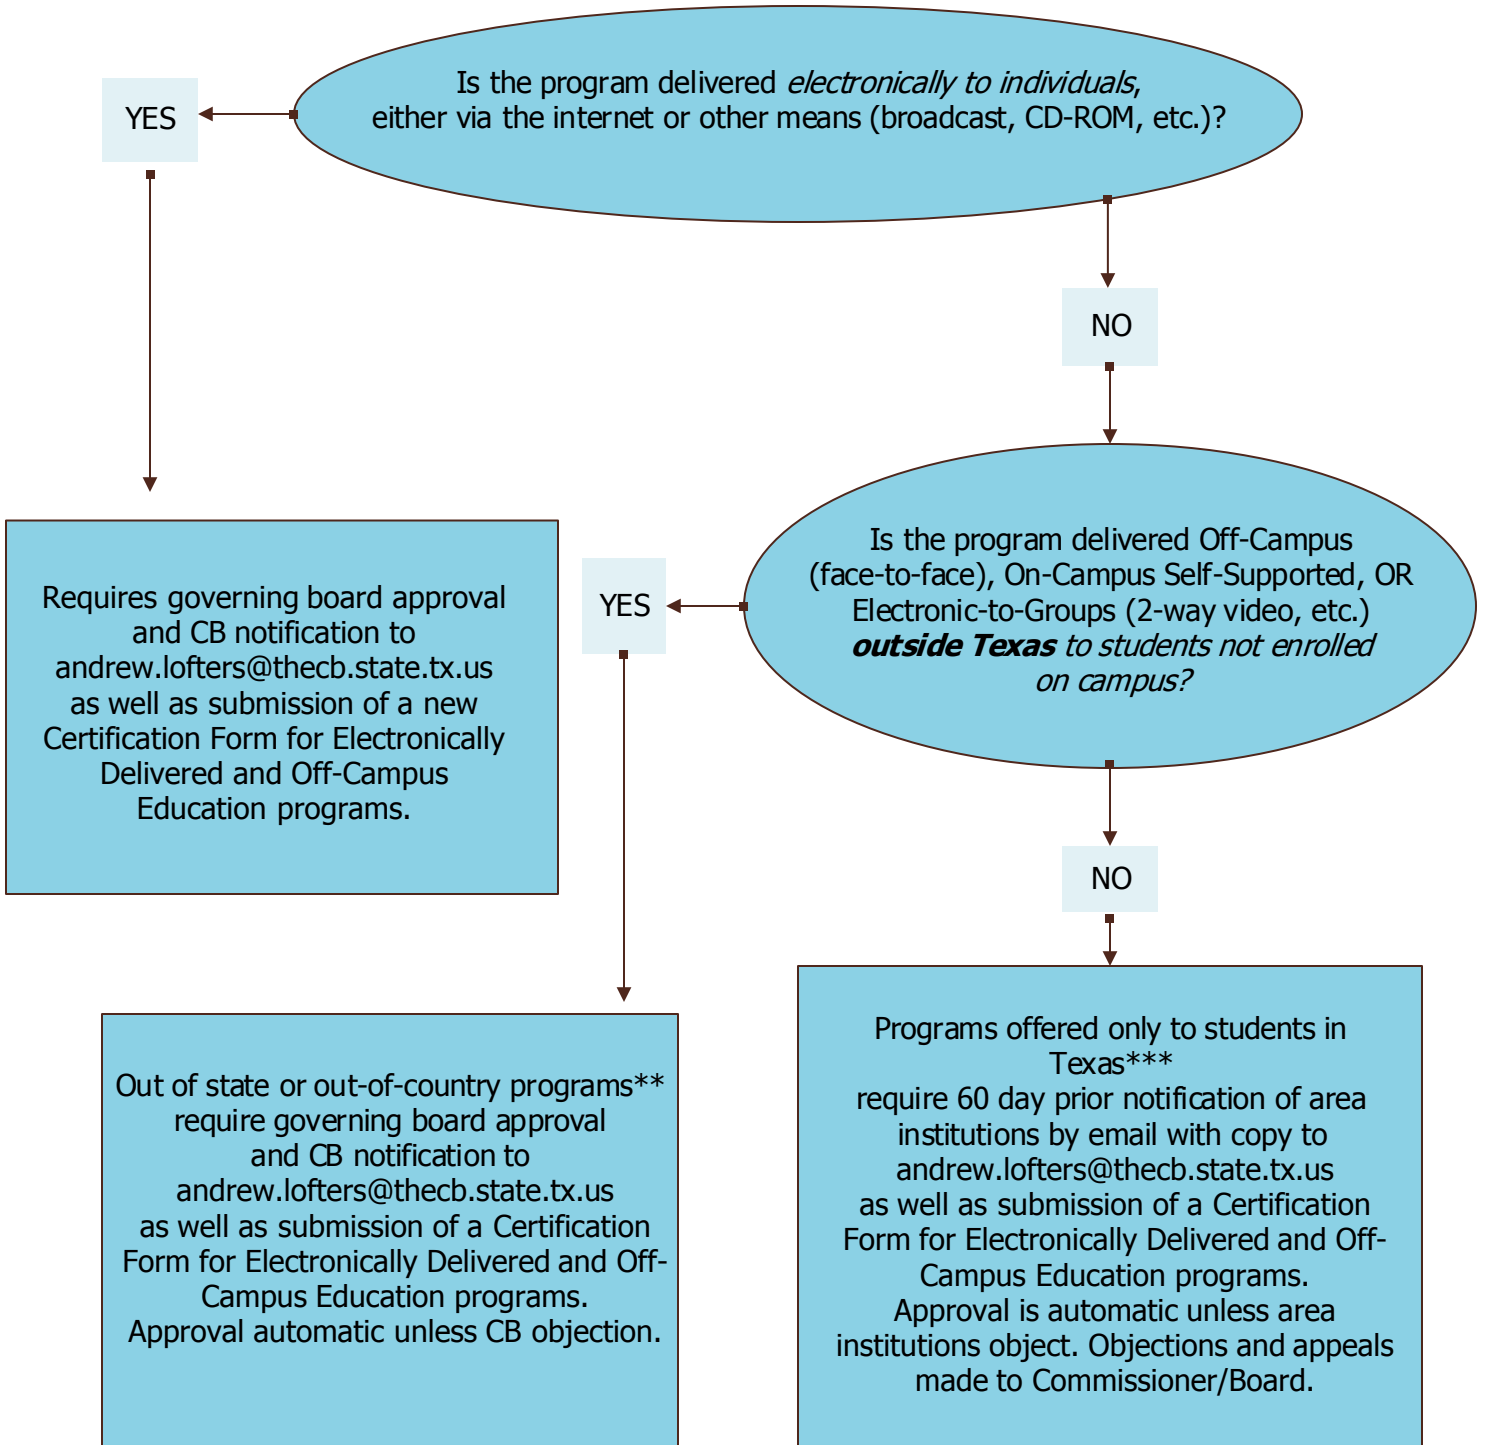 Is the program delivered electronically to individuals,
either via the internet or other means (broadcast, CD-ROM, etc.)?
YES
NO
Is the program delivered Off-Campus
(face-to-face), On-Campus Self-Supported, OR
Electronic-to-Groups (2-way video, etc.)
outside Texas to students not enrolled
on campus?
YES
Requires governing board approval
and CB notification to
andrew.lofters@thecb.state.tx.us
as well as submission of a new
Certification Form for Electronically
Delivered and Off-Campus
Education programs.
NO
Out of state or out-of-country programs**
require governing board approval
and CB notification to
andrew.lofters@thecb.state.tx.us
as well as submission of a Certification
Form for Electronically Delivered and Off-
Campus Education programs.
Approval automatic unless CB objection.
Programs offered only to students in
Texas***
require 60 day prior notification of area
institutions by email with copy to
andrew.lofters@thecb.state.tx.us
as well as submission of a Certification
Form for Electronically Delivered and Off-
Campus Education programs.
Approval is automatic unless area
institutions object. Objections and appeals
made to Commissioner/Board.